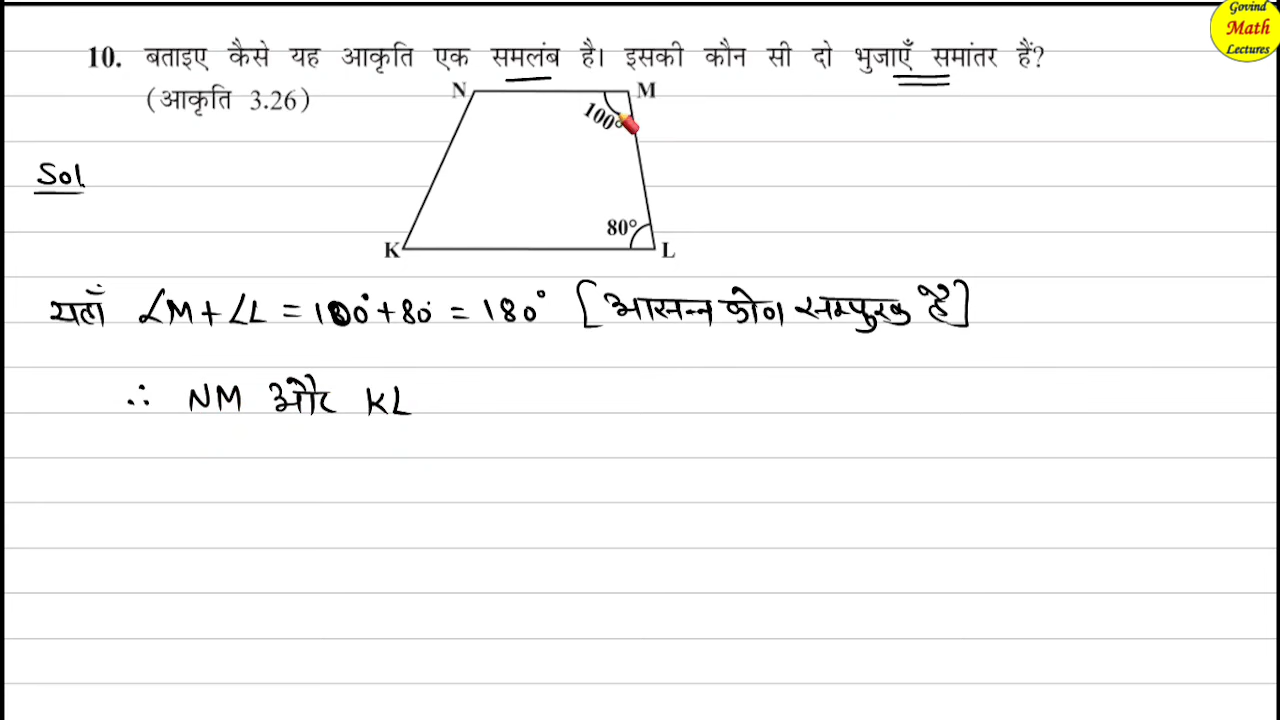 Govind
Math
Lectures
10. बताइए कैसे यह आकृति एक समलंब है। इसकी कौन सी दो भुजाएँ समांतर हैं?
(आकृति 3.26)
N
M
100°
Sol
80°
K
L
यहाँ ∠M+∠L = 100°+80° = 180° [आसन्न कोण सम्पुरक है]
∴ NM और KL